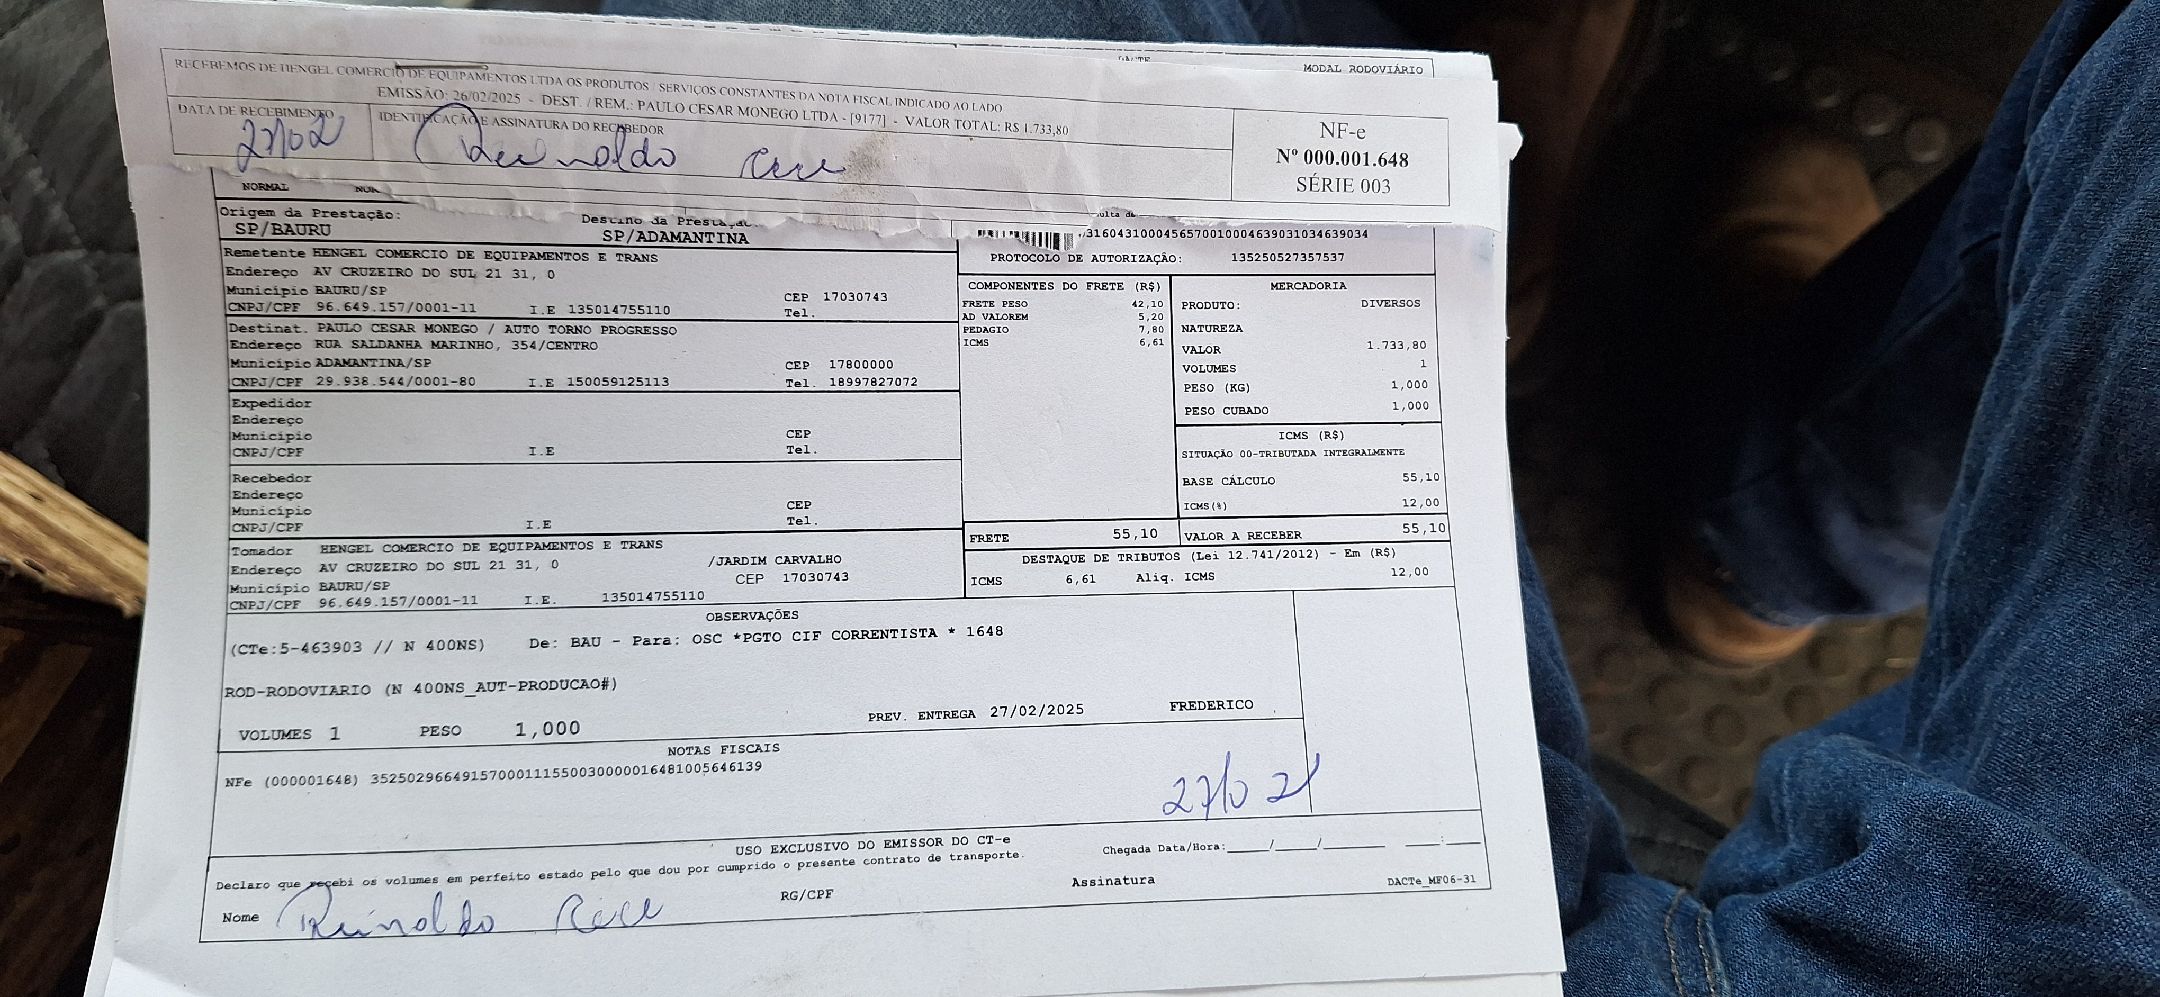 MODAL RODOVIÁRIO
RECEBEMOS DE HENGEL COMERCIO DE EQUIPAMENTOS LTDA OS PRODUTOS / SERVIÇOS CONSTANTES DA NOTA FISCAL INDICADO AO LADO
EMISSÃO: 26/02/2025 - DEST. / REM.: PAULO CESAR MONEGO LTDA - [9177] - VALOR TOTAL: R$ 1.733,80
DATA DE RECEBIMENTO
27/02
IDENTIFICAÇÃO E ASSINATURA DO RECEBEDOR
Reinaldo
NF-e
Nº 000.001.648
SÉRIE 003
NORMAL
Origem da Prestação:
SP/BAURU
Destino da
SP/ADAMANTINA
Remetente HENGEL COMERCIO DE EQUIPAMENTOS E TRANS
Endereço AV CRUZEIRO DO SUL 21 31, 0
Município BAURU/SP CEP 17030743
CNPJ/CPF 96.649.157/0001-11 I.E 135014755110 Tel.
Destinat. PAULO CESAR MONEGO / AUTO TORNO PROGRESSO
Endereço RUA SALDANHA MARINHO, 354/CENTRO
Município ADAMANTINA/SP CEP 17800000
CNPJ/CPF 29.938.544/0001-80 I.E 150059125113 Tel. 18997827072
Expedidor
Endereço
Município CEP
CNPJ/CPF I.E Tel.
Recebedor
Endereço
Município CEP
CNPJ/CPF I.E Tel.
Tomador HENGEL COMERCIO DE EQUIPAMENTOS E TRANS
Endereço AV CRUZEIRO DO SUL 21 31, 0 /JARDIM CARVALHO
Município BAURU/SP CEP 17030743
CNPJ/CPF 96.649.157/0001-11 I.E. 135014755110
31604310004565700100046390310346​39034
PROTOCOLO DE AUTORIZAÇÃO: 135250527357537
COMPONENTES DO FRETE (R$)
FRETE PESO 42,10
AD VALOREM 5,20
PEDAGIO 7,80
ICMS 6,61
FRETE 55,10
MERCADORIA
PRODUTO: DIVERSOS
NATUREZA
VALOR 1.733,80
VOLUMES 1
PESO (KG) 1,000
PESO CUBADO 1,000
ICMS (R$)
SITUAÇÃO 00-TRIBUTADA INTEGRALMENTE
BASE CÁLCULO 55,10
ICMS(%) 12,00
VALOR A RECEBER 55,10
DESTAQUE DE TRIBUTOS (Lei 12.741/2012) - Em (R$)
ICMS 6,61 Aliq. ICMS 12,00
OBSERVAÇÕES
(CTe:5-463903 // N 400NS) De: BAU - Para: OSC *PGTO CIF CORRENTISTA * 1648
ROD-RODOVIARIO (N 400NS_AUT-PRODUCAO#)
VOLUMES 1 PESO 1,000 PREV. ENTREGA 27/02/2025 FREDERICO
NOTAS FISCAIS
NFe (000001648) 35250296649157000111550030000016481005646139
27/02
USO EXCLUSIVO DO EMISSOR DO CT-e
Declaro que recebi os volumes em perfeito estado pelo que dou por cumprido o presente contrato de transporte.
Chegada Data/Hora:_____/_____/_______ ____:____
Nome Reinaldo
RG/CPF
Assinatura
DACTe_MF06-31